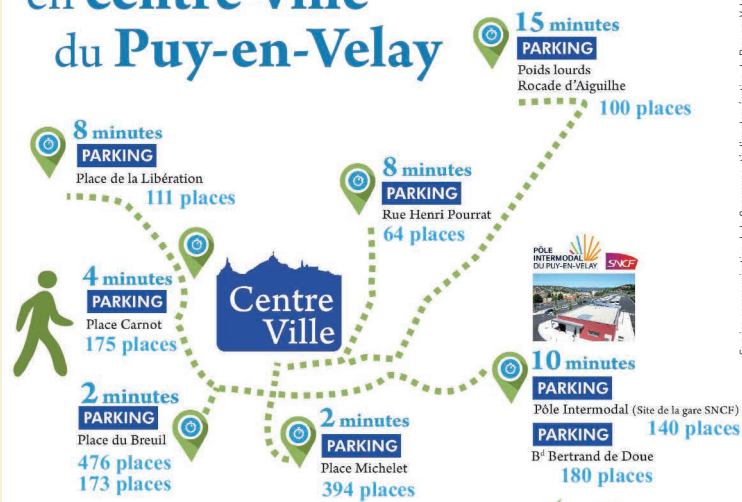 en centre-ville
du Puy-en-Velay
15 minutes
PARKING
Poids lourds
Rocade d'Aiguilhe
100 places
8 minutes
PARKING
Place de la Libération
111 places
8 minutes
PARKING
Rue Henri Pourrat
64 places
4 minutes
PARKING
Place Carnot
175 places
Centre
Ville
PÔLE
INTERMODAL
DU PUY-EN-VELAY
SNCF
10 minutes
PARKING
Pôle Intermodal (Site de la gare SNCF)
140 places
PARKING
Bd Bertrand de Doue
180 places
2 minutes
PARKING
Place du Breuil
476 places
173 places
2 minutes
PARKING
Place Michelet
394 places